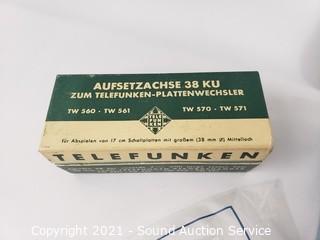 AUFSETZACHSE 38 KU
ZUM TELEFUNKEN-PLATTENWECHSLER
TW 560 - TW 561
TW 570 - TW 571
TELE
FUN
KEN
für Abspielen von 17 cm Schallplatten mit großem (38 mm Ø) Mittelloch
TELEFUNKEN
Copyright 2021 - Sound Auction Service